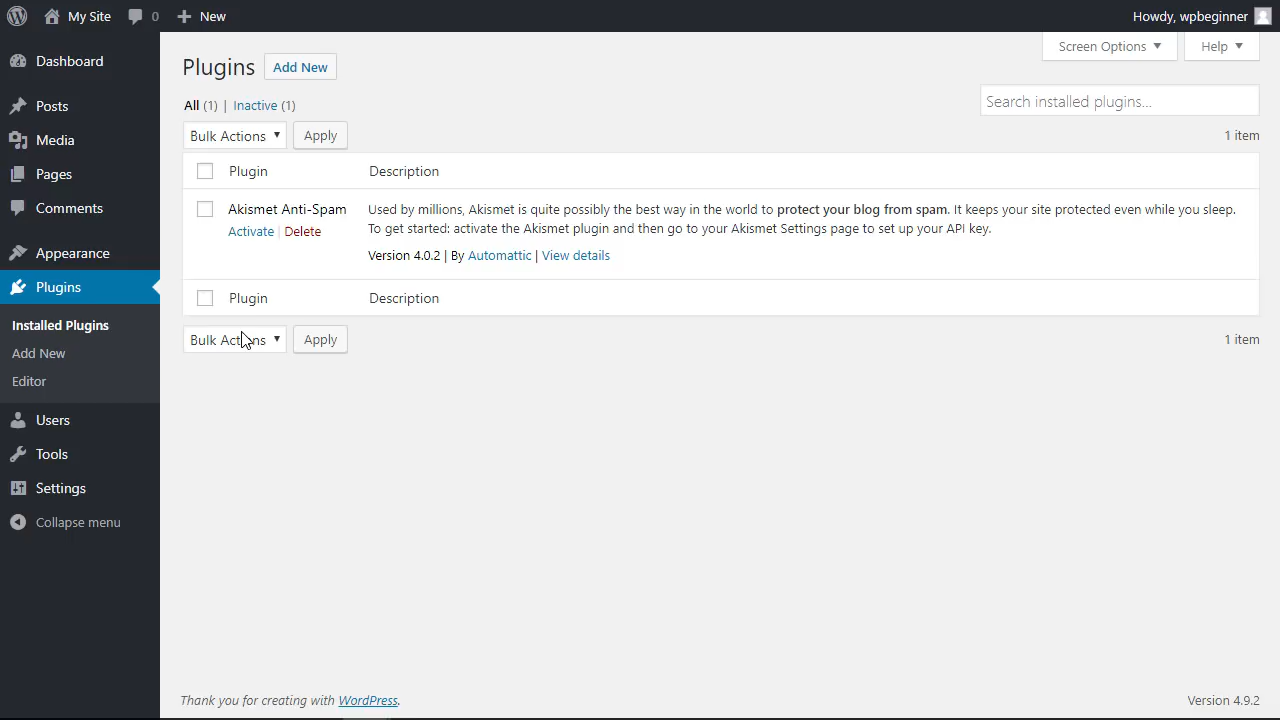 My Site 0 New Howdy, wpbeginner
Dashboard
Posts
Media
Pages
Comments
Appearance
Plugins
Installed Plugins
Add New
Editor
Users
Tools
Settings
Collapse menu
Screen Options Help
Plugins Add New
All (1) | Inactive (1)
Search installed plugins...
Bulk Actions Apply 1 item
Plugin Description
Akismet Anti-Spam
Activate | Delete
Used by millions, Akismet is quite possibly the best way in the world to protect your blog from spam. It keeps your site protected even while you sleep.
To get started: activate the Akismet plugin and then go to your Akismet Settings page to set up your API key.
Version 4.0.2 | By Automattic | View details
Plugin Description
Bulk Actions Apply 1 item
Thank you for creating with WordPress. Version 4.9.2